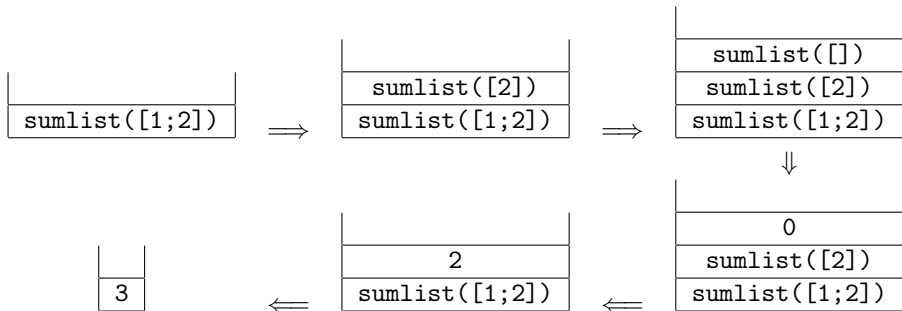 sumlist([1;2])
⟹
sumlist([2])
sumlist([1;2])
⟹
sumlist([])
sumlist([2])
sumlist([1;2])
⇓
0
sumlist([2])
sumlist([1;2])
⟸
2
sumlist([1;2])
⟸
3